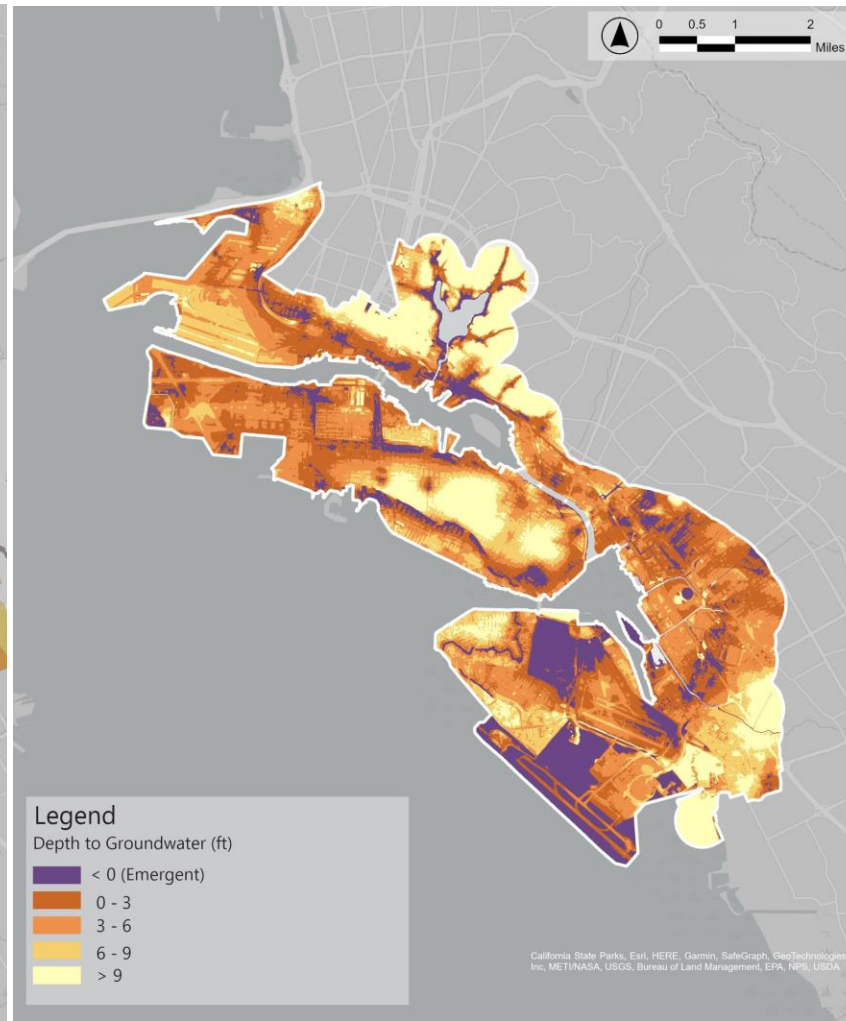 0 0.5 1 2
Miles
Legend
Depth to Groundwater (ft)
< 0 (Emergent)
0 - 3
3 - 6
6 - 9
> 9
California State Parks, Esri, HERE, Garmin, SafeGraph, GeoTechnologies
Inc, METI/NASA, USGS, Bureau of Land Management, EPA, NPS, USDA